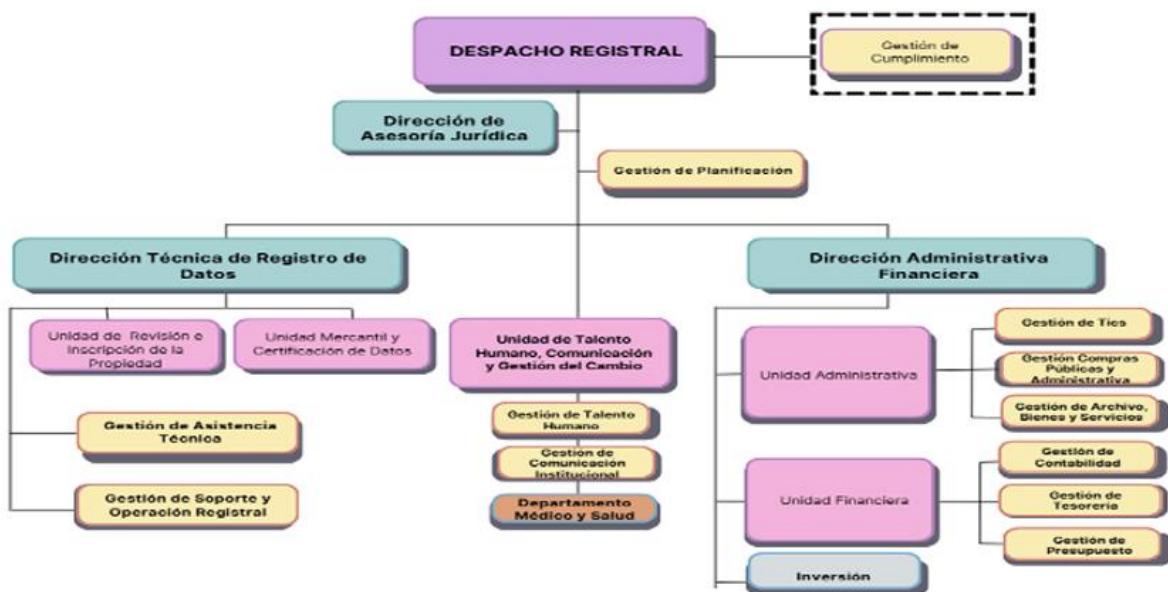 DESPACHO REGISTRAL
Gestión de
Cumplimiento
Dirección de
Asesoría Jurídica
Gestión de Planificación
Dirección Técnica de Registro de
Datos
Dirección Administrativa
Financiera
Unidad de Revisión e
Inscripción de la
Propiedad
Unidad Mercantil y
Certificación de Datos
Unidad de Talento
Humano, Comunicación
y Gestión del Cambio
Gestión de Tics
Unidad Administrativa
Gestión Compras
Públicas y
Administrativa
Gestión de Archivo,
Bienes y Servicios
Gestión de Asistencia
Técnica
Gestión de Talento
Humano
Gestión de
Comunicación
Institucional
Gestión de Soporte y
Operación Registral
Departamento
Médico y Salud
Unidad Financiera
Gestión de
Contabilidad
Gestión de
Tesorería
Gestión de
Presupuesto
Inversión